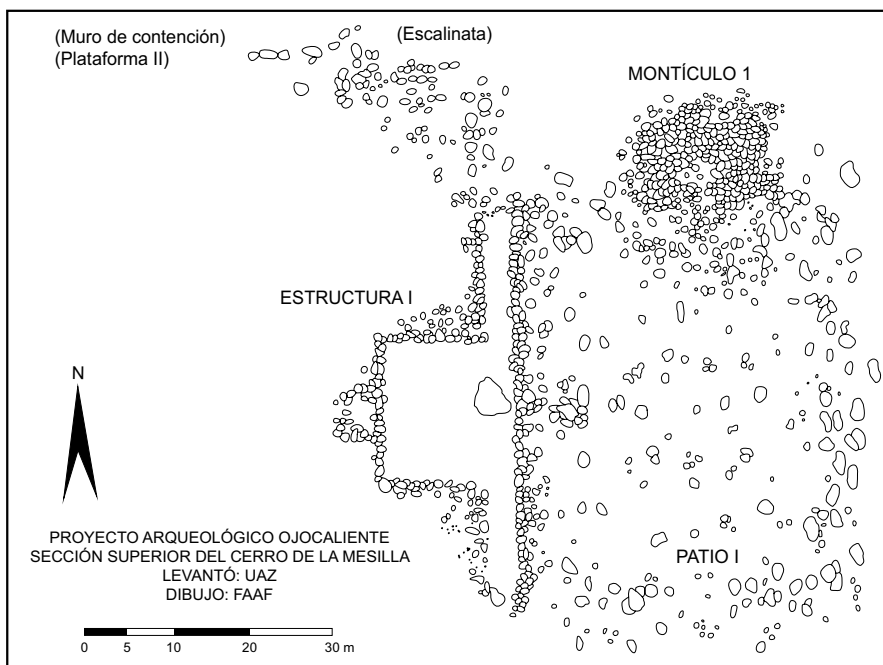 (Muro de contención)
(Plataforma II)
(Escalinata)
MONTÍCULO 1
ESTRUCTURA I
N
PATIO I
PROYECTO ARQUEOLÓGICO OJOCALIENTE
SECCIÓN SUPERIOR DEL CERRO DE LA MESILLA
LEVANTÓ: UAZ
DIBUJO: FAAF
0 5 10 20 30 m